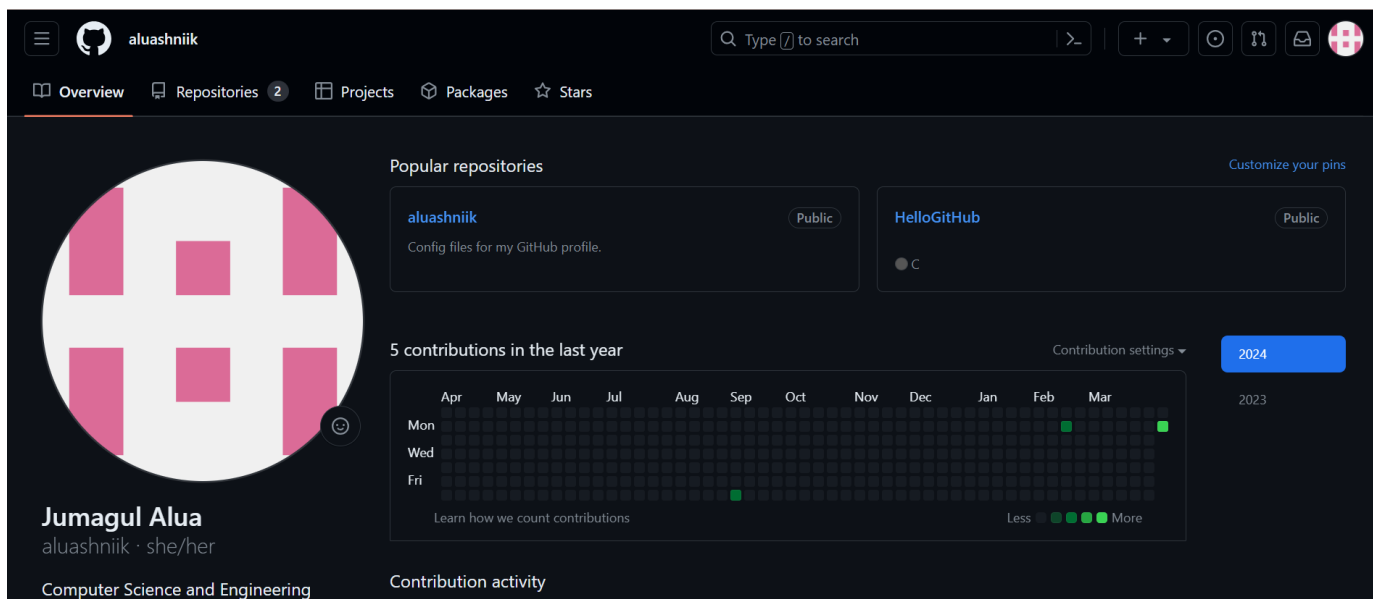 aluashniik
Type / to search
Overview
Repositories 2
Projects
Packages
Stars
Popular repositories
Customize your pins
aluashniik
Public
Config files for my GitHub profile.
HelloGitHub
Public
C
5 contributions in the last year
Contribution settings
2024
2023
Apr May Jun Jul Aug Sep Oct Nov Dec Jan Feb Mar
Mon
Wed
Fri
Learn how we count contributions
Less More
Jumagul Alua
aluashniik · she/her
Computer Science and Engineering
Contribution activity